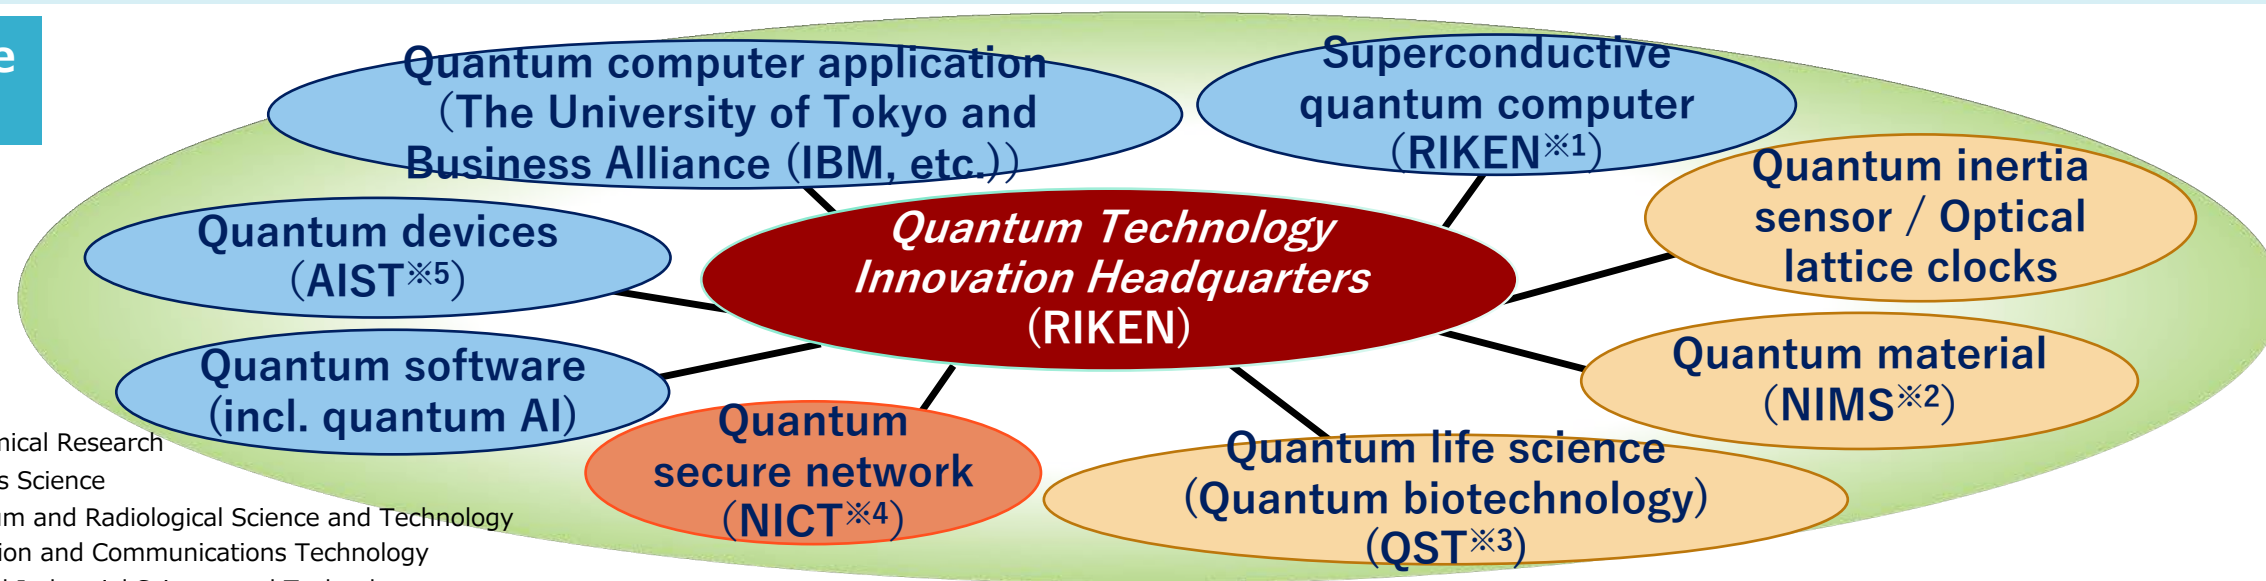 e
Quantum computer application
(The University of Tokyo and
Business Alliance (IBM, etc.))
Superconductive
quantum computer
(RIKEN※1)
Quantum inertia
sensor / Optical
lattice clocks
Quantum devices
(AIST※5)
Quantum Technology
Innovation Headquarters
(RIKEN)
Quantum software
(incl. quantum AI)
Quantum material
(NIMS※2)
Quantum
secure network
(NICT※4)
Quantum life science
(Quantum biotechnology)
(QST※3)
mical Research
s Science
um and Radiological Science and Technology
ion and Communications Technology